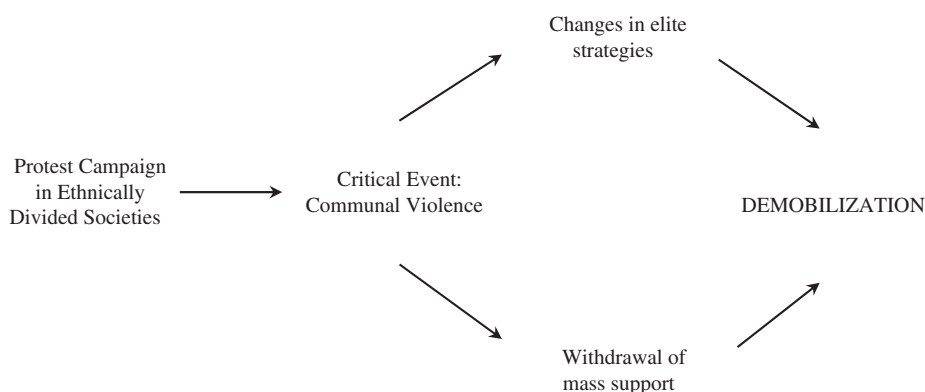 Changes in elite
strategies
Protest Campaign
in Ethnically
Divided Societies
Critical Event:
Communal Violence
DEMOBILIZATION
Withdrawal of
mass support